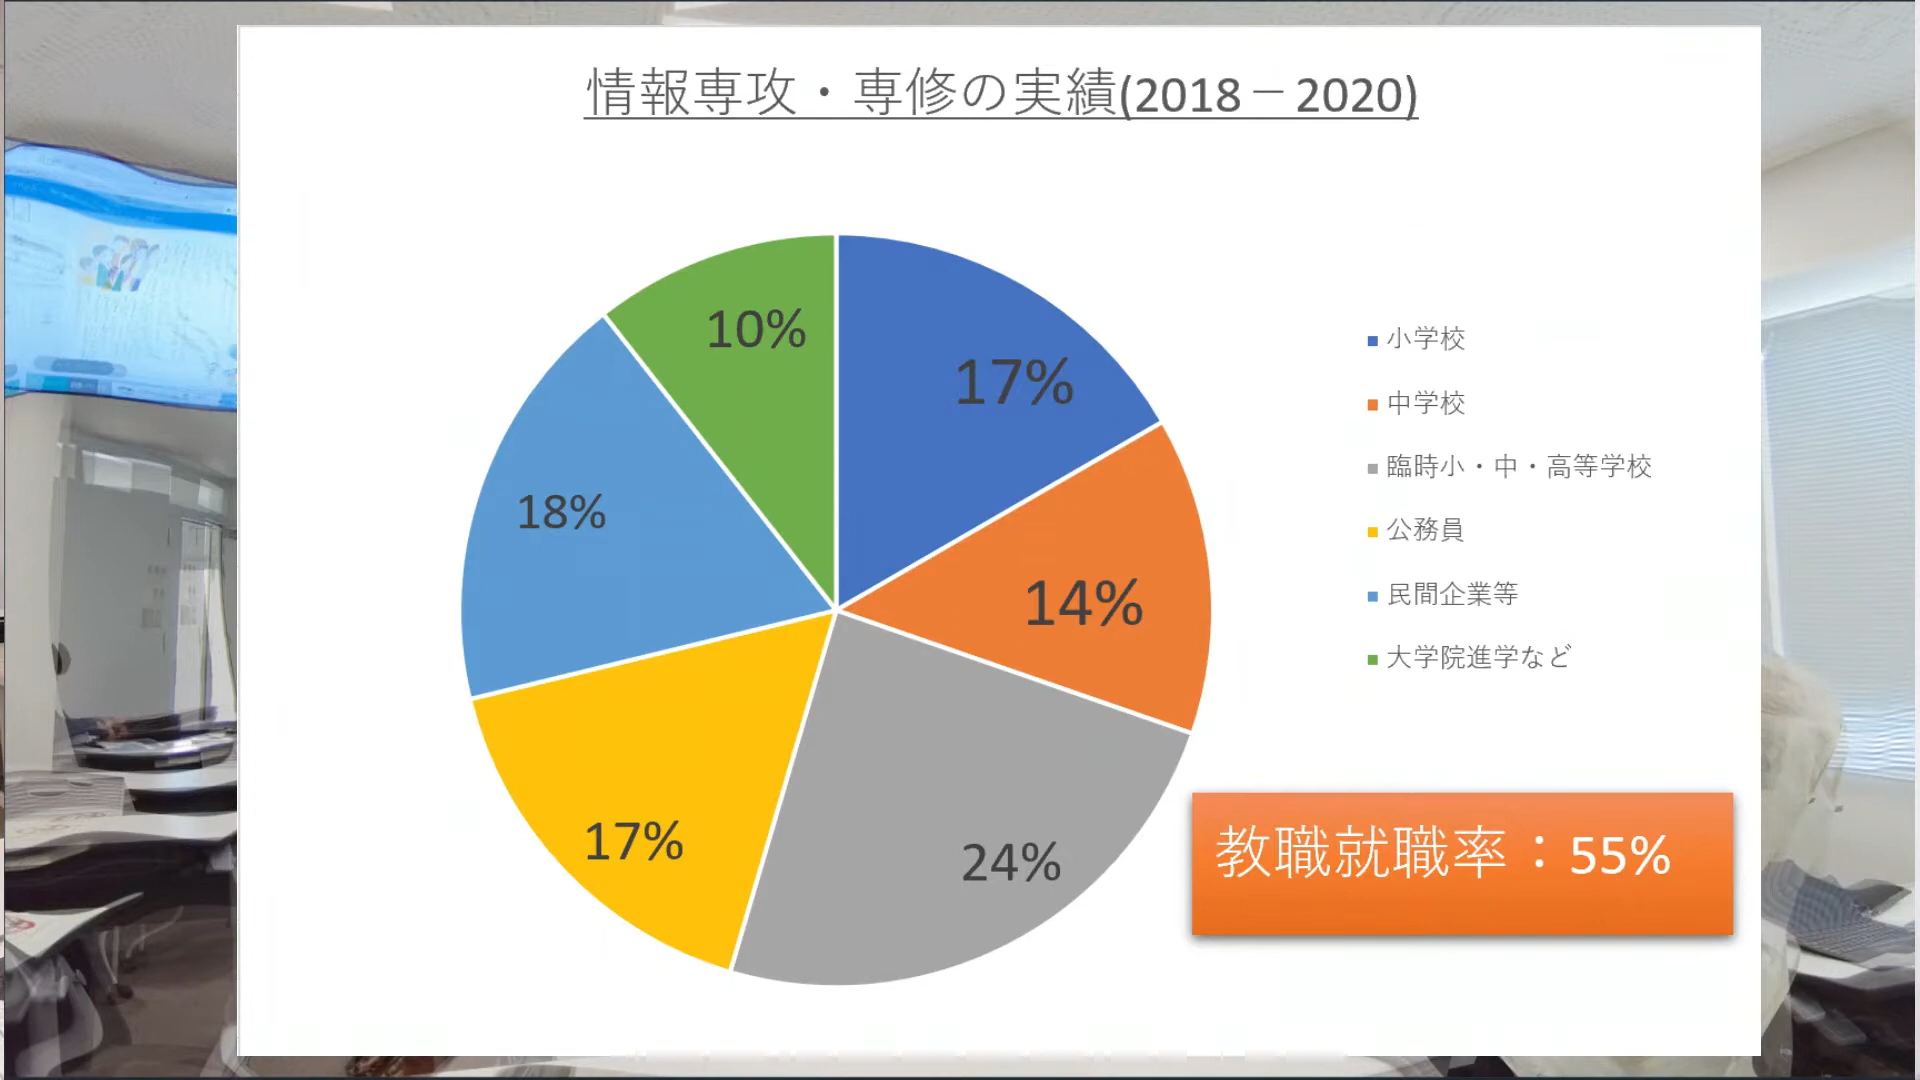 情報専攻・専修の実績(2018－2020)
10%
17%
18%
14%
17%
24%
小学校
中学校
臨時小・中・高等学校
公務員
民間企業等
大学院進学など
教職就職率：55%